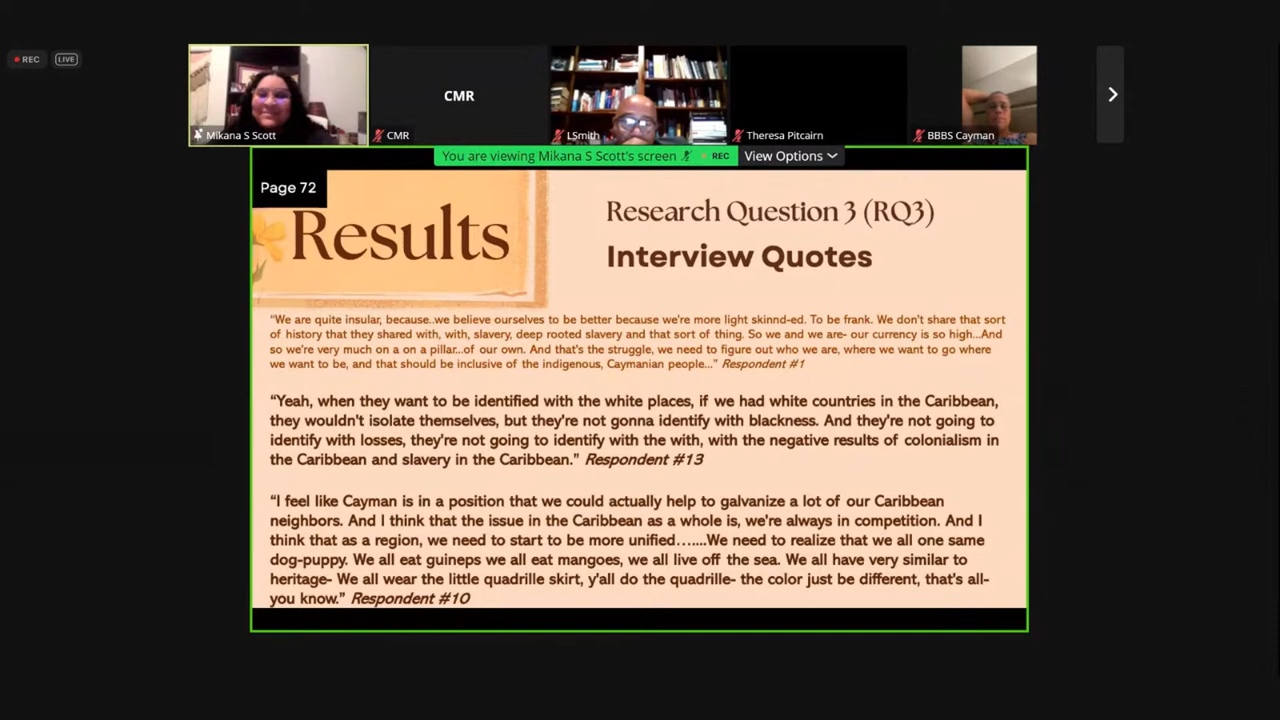 REC
LIVE
CMR
Mikana S Scott
CMR
LSmith
Theresa Pitcairn
BBBS Cayman
You are viewing Mikana S Scott's screen
REC
View Options
Page 72
Results
Research Question 3 (RQ3)
Interview Quotes
“We are quite insular, because..we believe ourselves to be better because we're more light skinnd-ed. To be frank. We don't share that sort
of history that they shared with, with, slavery, deep rooted slavery and that sort of thing. So we and we are- our currency is so high...And
so we're very much on a on a pillar...of our own. And that's the struggle, we need to figure out who we are, where we want to go where
we want to be, and that should be inclusive of the indigenous, Caymanian people...” Respondent #1
“Yeah, when they want to be identified with the white places, if we had white countries in the Caribbean,
they wouldn't isolate themselves, but they're not gonna identify with blackness. And they're not going to
identify with losses, they're not going to identify with the with, with the negative results of colonialism in
the Caribbean and slavery in the Caribbean.” Respondent #13
“I feel like Cayman is in a position that we could actually help to galvanize a lot of our Caribbean
neighbors. And I think that the issue in the Caribbean as a whole is, we're always in competition. And I
think that as a region, we need to start to be more unified…....We need to realize that we all one same
dog-puppy. We all eat guineps we all eat mangoes, we all live off the sea. We all have very similar to
heritage- We all wear the little quadrille skirt, y'all do the quadrille- the color just be different, that's all-
you know.” Respondent #10